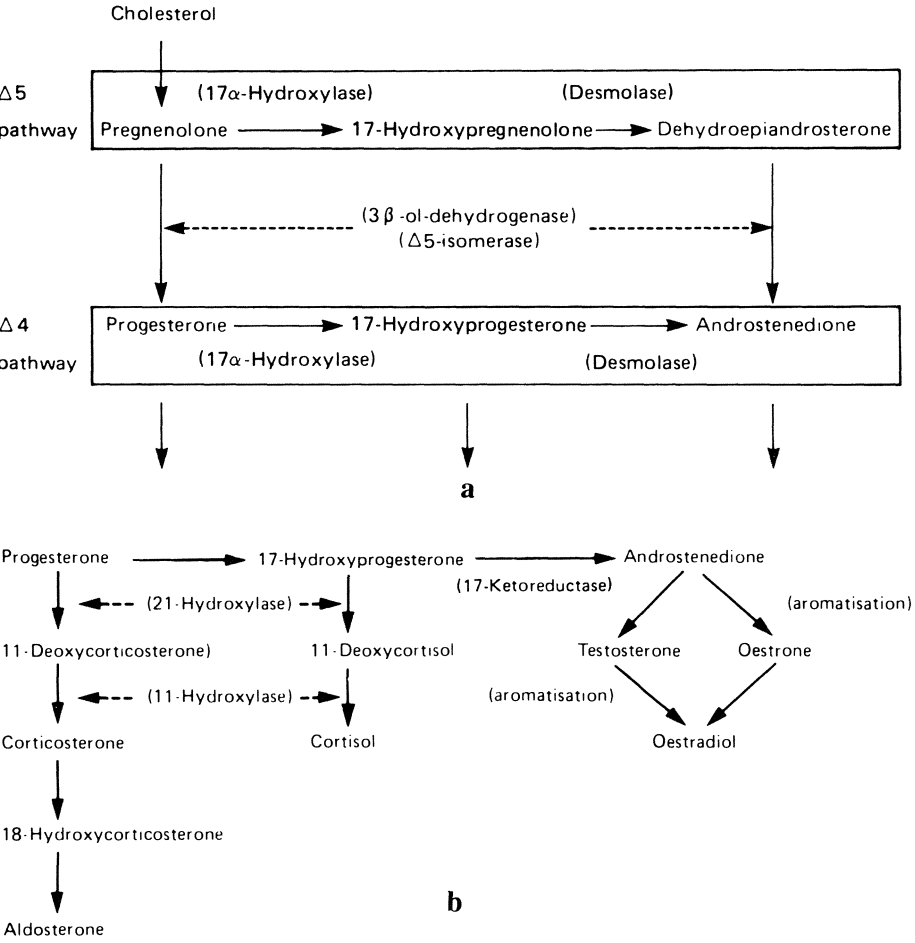 Cholesterol
Δ5
(17α-Hydroxylase)
(Desmolase)
pathway
Pregnenolone
17-Hydroxypregnenolone
Dehydroepiandrosterone
(3β-ol-dehydrogenase)
(Δ5-isomerase)
Δ4
Progesterone
17-Hydroxyprogesterone
Androstenedione
pathway
(17α-Hydroxylase)
(Desmolase)
a
Progesterone
17-Hydroxyprogesterone
Androstenedione
(17-Ketoreductase)
(21-Hydroxylase)
(aromatisation)
11-Deoxycorticosterone)
11-Deoxycortisol
Testosterone
Oestrone
(11-Hydroxylase)
(aromatisation)
Corticosterone
Cortisol
Oestradiol
18-Hydroxycorticosterone
b
Aldosterone